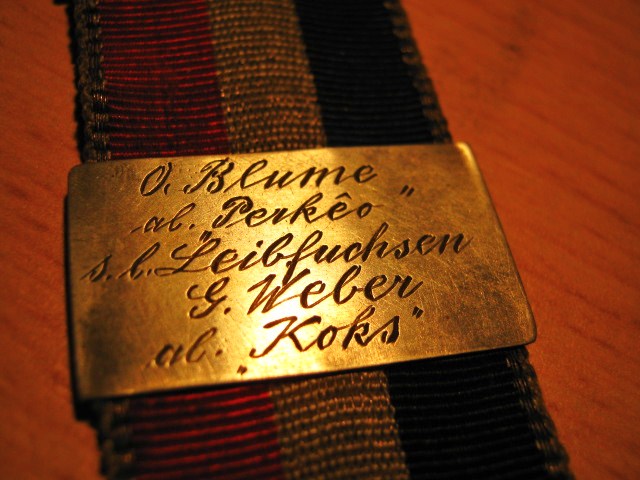 O. Blume
al. „Perkêo"
s. l. Leibfuchsen
G. Weber
al. „Koks"